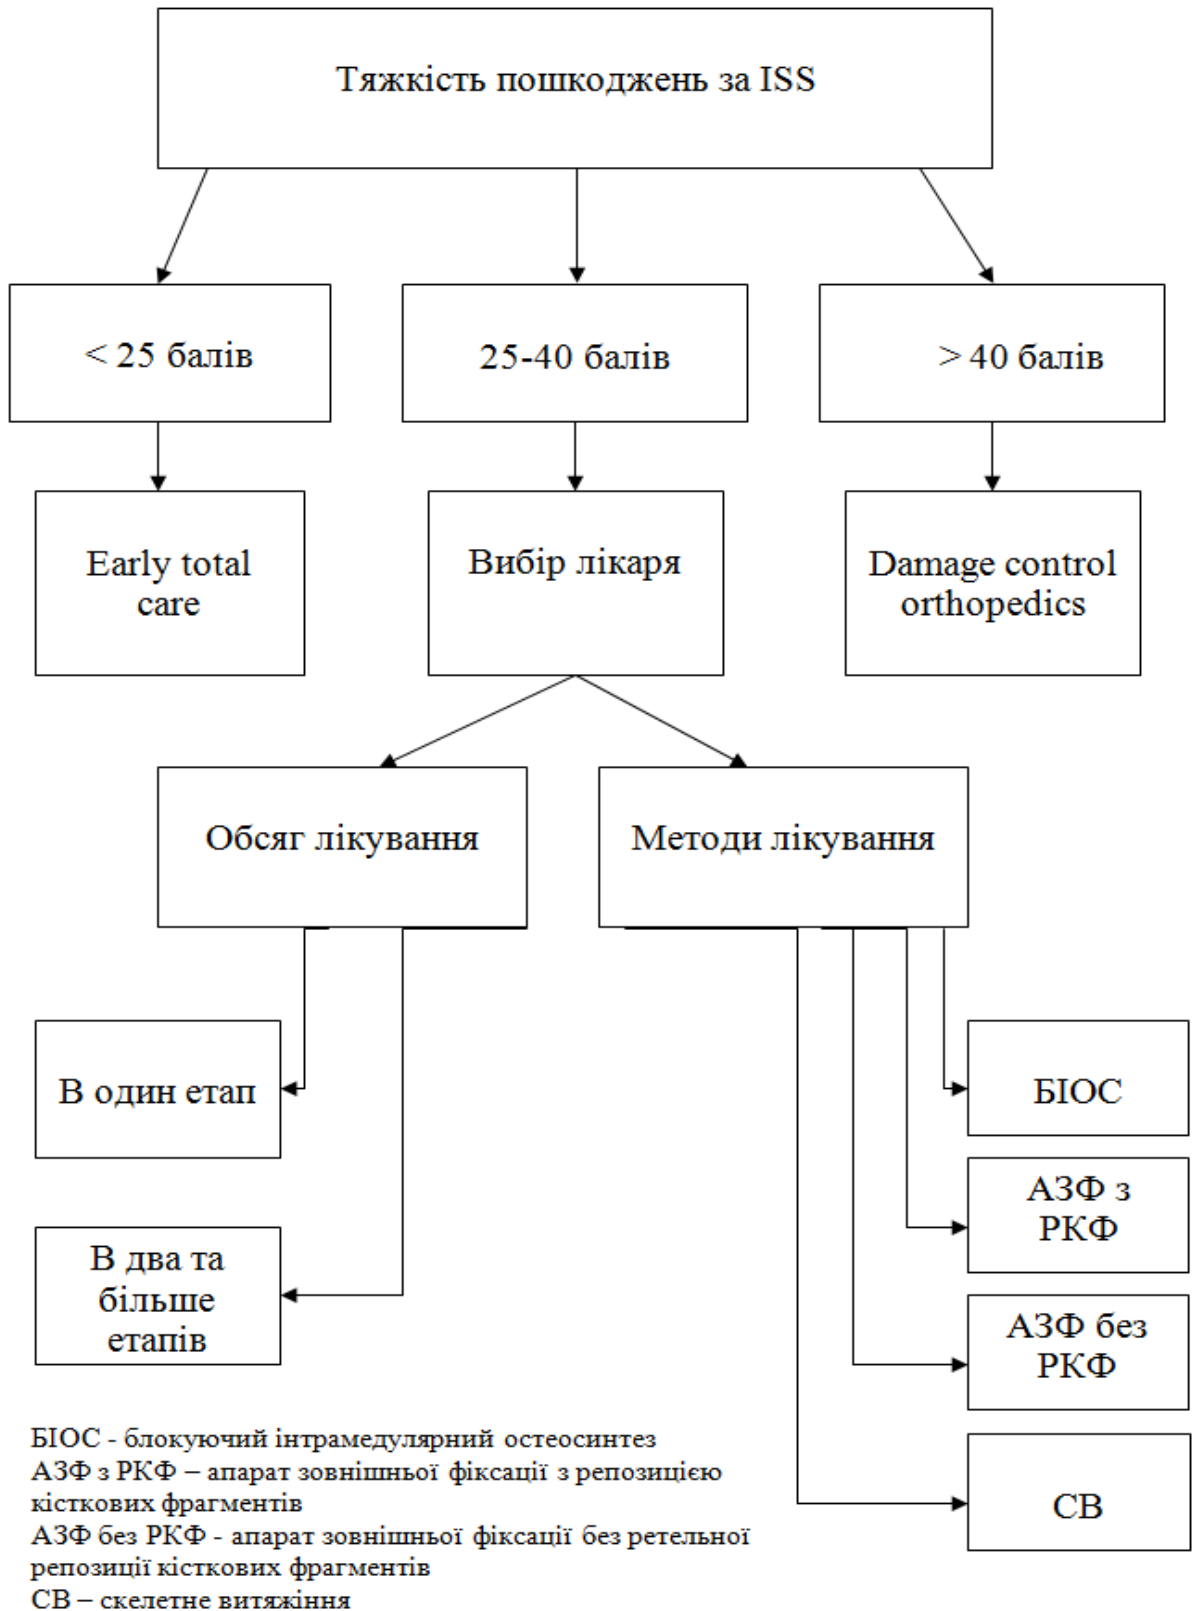 Тяжкість пошкоджень за ISS
< 25 балів
25-40 балів
> 40 балів
Early total
care
Вибір лікаря
Damage control
orthopedics
Обсяг лікування
Методи лікування
В один етап
В два та
більше
етапів
БІОС
АЗФ з
РКФ
АЗФ без
РКФ
СВ
БІОС - блокуючий інтрамедулярний остеосинтез
АЗФ з РКФ – апарат зовнішньої фіксації з репозицією
кісткових фрагментів
АЗФ без РКФ - апарат зовнішньої фіксації без ретельної
репозиції кісткових фрагментів
СВ – скелетне витяжіння